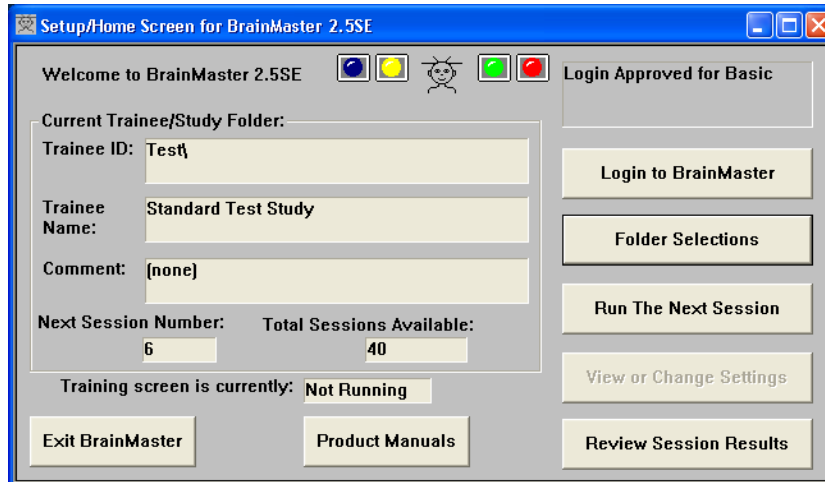 Setup/Home Screen for BrainMaster 2.5SE
Welcome to BrainMaster 2.5SE
Login Approved for Basic
Current Trainee/Study Folder:
Trainee ID: Test\
Login to BrainMaster
Trainee Name: Standard Test Study
Folder Selections
Comment: (none)
Run The Next Session
Next Session Number: Total Sessions Available:
6 40
View or Change Settings
Training screen is currently: Not Running
Exit BrainMaster Product Manuals Review Session Results